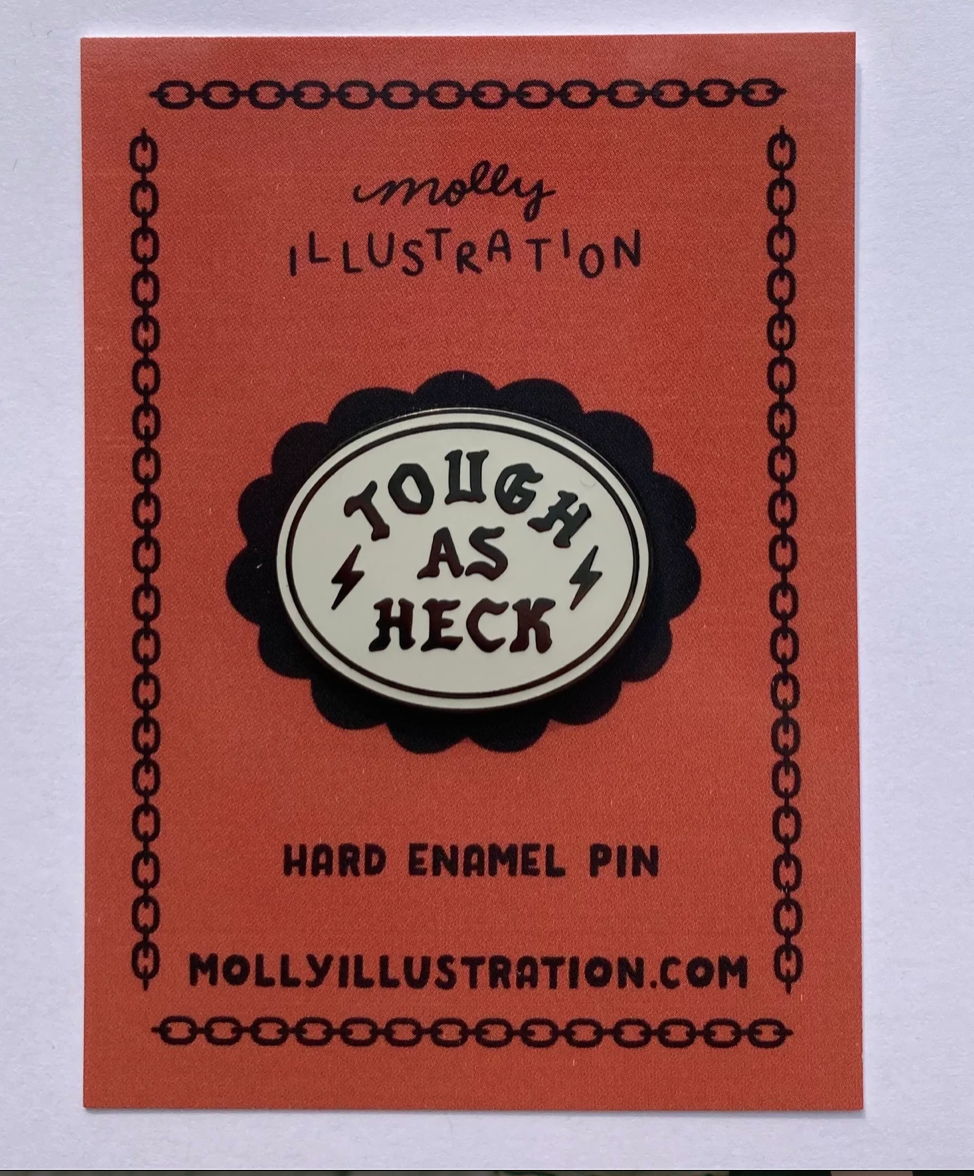 molly
ILLUSTRATION
TOUGH
AS
HECK
HARD ENAMEL PIN
MOLLYILLUSTRATION.COM